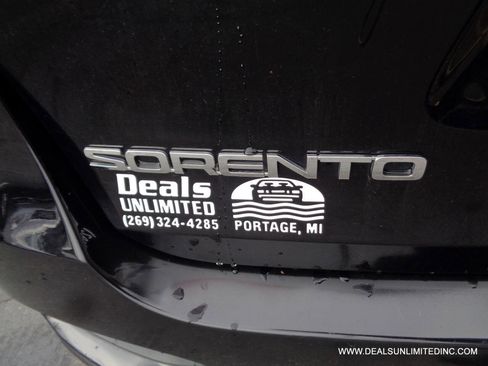 SORENTO
Deals
UNLIMITED
(269) 324-4285
PORTAGE, MI
WWW.DEALSUNLIMITEDINC.COM